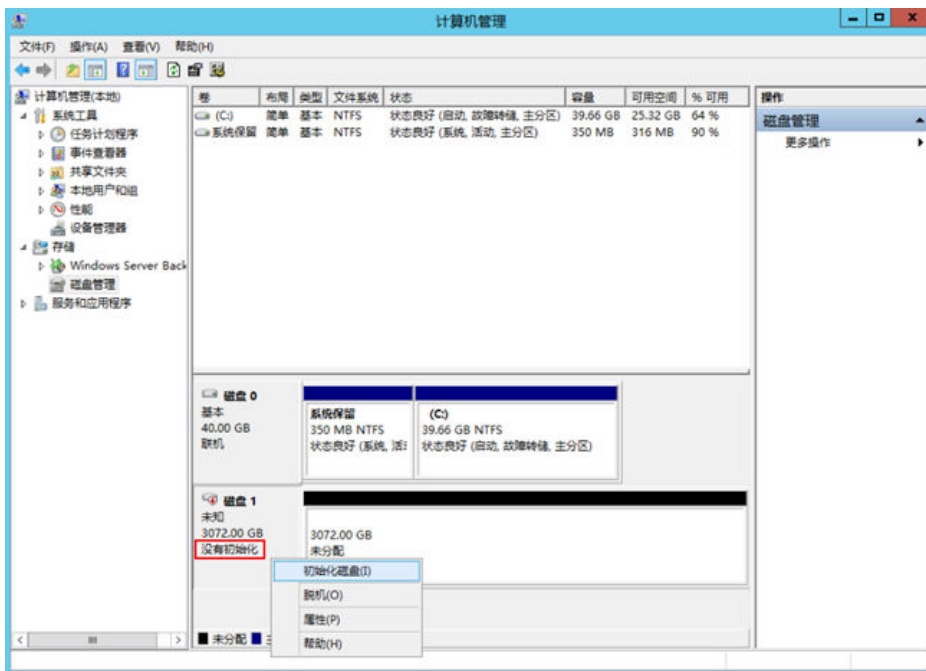 计算机管理
文件(F) 操作(A) 查看(V) 帮助(H)
计算机管理(本地)
系统工具
任务计划程序
事件查看器
共享文件夹
本地用户和组
性能
设备管理器
存储
Windows Server Back
磁盘管理
服务和应用程序
卷 布局 类型 文件系统 状态 容量 可用空间 % 可用
(C:) 简单 基本 NTFS 状态良好 (启动, 故障转储, 主分区) 39.66 GB 25.32 GB 64 %
系统保留 简单 基本 NTFS 状态良好 (系统, 活动, 主分区) 350 MB 316 MB 90 %
操作
磁盘管理
更多操作
磁盘 0
基本
40.00 GB
联机
系统保留
350 MB NTFS
状态良好 (系统, 活
(C:)
39.66 GB NTFS
状态良好 (启动, 故障转储, 主分区)
磁盘 1
未知
3072.00 GB
没有初始化
3072.00 GB
未分配
初始化磁盘(I)
脱机(O)
属性(P)
帮助(H)
未分配